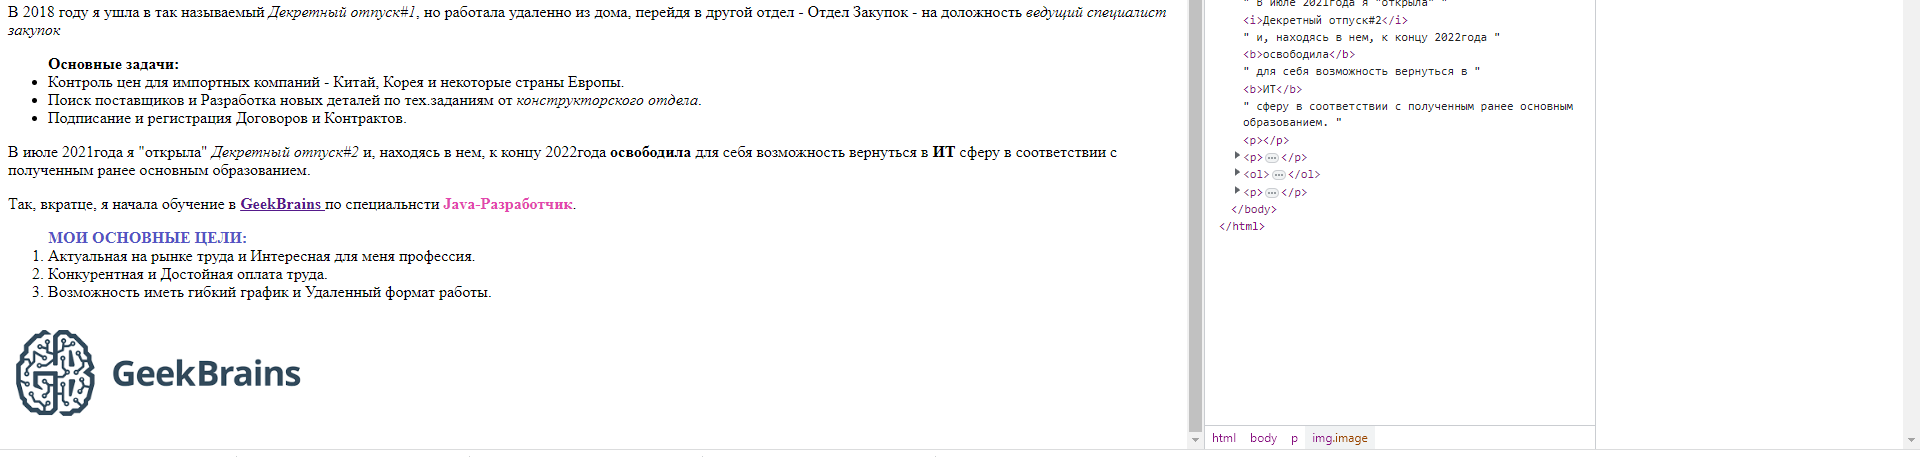 В 2018 году я ушла в так называемый Декретный отпуск#1, но работала удаленно из дома, перейдя в другой отдел - Отдел Закупок - на доложность ведущий специалист
закупок
Основные задачи:
Контроль цен для импортных компаний - Китай, Корея и некоторые страны Европы.
Поиск поставщиков и Разработка новых деталей по тех.заданиям от конструкторского отдела.
Подписание и регистрация Договоров и Контрактов.
В июле 2021года я "открыла" Декретный отпуск#2 и, находясь в нем, к концу 2022года освободила для себя возможность вернуться в ИТ сферу в соответствии с
полученным ранее основным образованием.
Так, вкратце, я начала обучение в GeekBrains по специальнсти Java-Разработчик.
МОИ ОСНОВНЫЕ ЦЕЛИ:
1. Актуальная на рынке труда и Интересная для меня профессия.
2. Конкурентная и Достойная оплата труда.
3. Возможность иметь гибкий график и Удаленный формат работы.
GeekBrains
" В июле 2021года я "открыла" "
<i>Декретный отпуск#2</i>
" и, находясь в нем, к концу 2022года "
<b>освободила</b>
" для себя возможность вернуться в "
<b>ИТ</b>
" сферу в соответствии с полученным ранее основным
образованием. "
<p></p>
<p>…</p>
<ol>…</ol>
<p>…</p>
</body>
</html>
html body p img.image